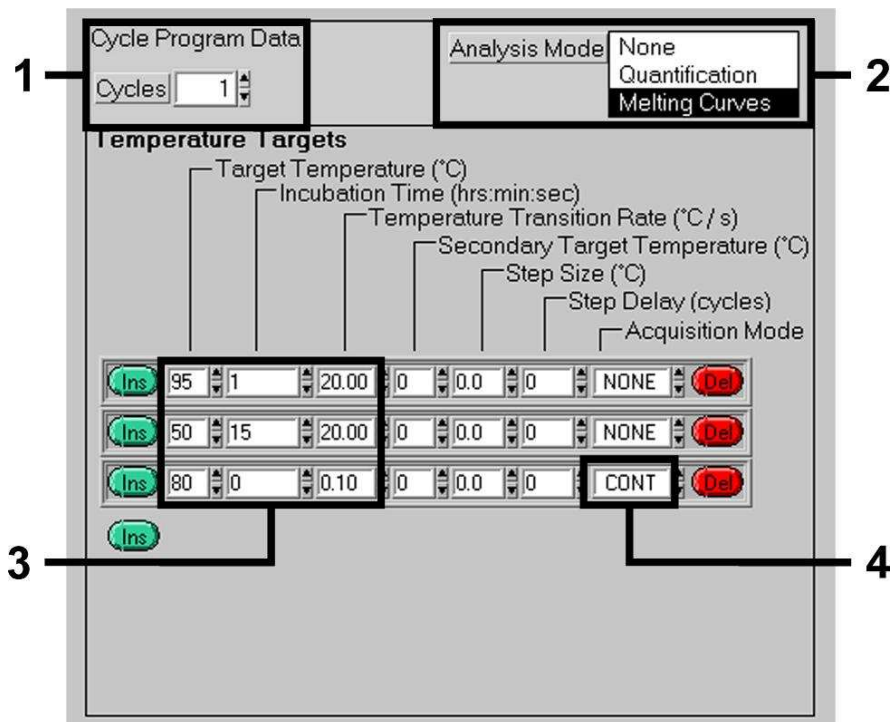 Cycle Program Data
1
Cycles 1
Analysis Mode None
Quantification
Melting Curves
2
Temperature Targets
Target Temperature (°C)
Incubation Time (hrs:min:sec)
Temperature Transition Rate (°C / s)
Secondary Target Temperature (°C)
Step Size (°C)
Step Delay (cycles)
Acquisition Mode
Ins 95 1 20.00 0 0.0 0 NONE Del
Ins 50 15 20.00 0 0.0 0 NONE Del
Ins 80 0 0.10 0 0.0 0 CONT Del
Ins
3
4